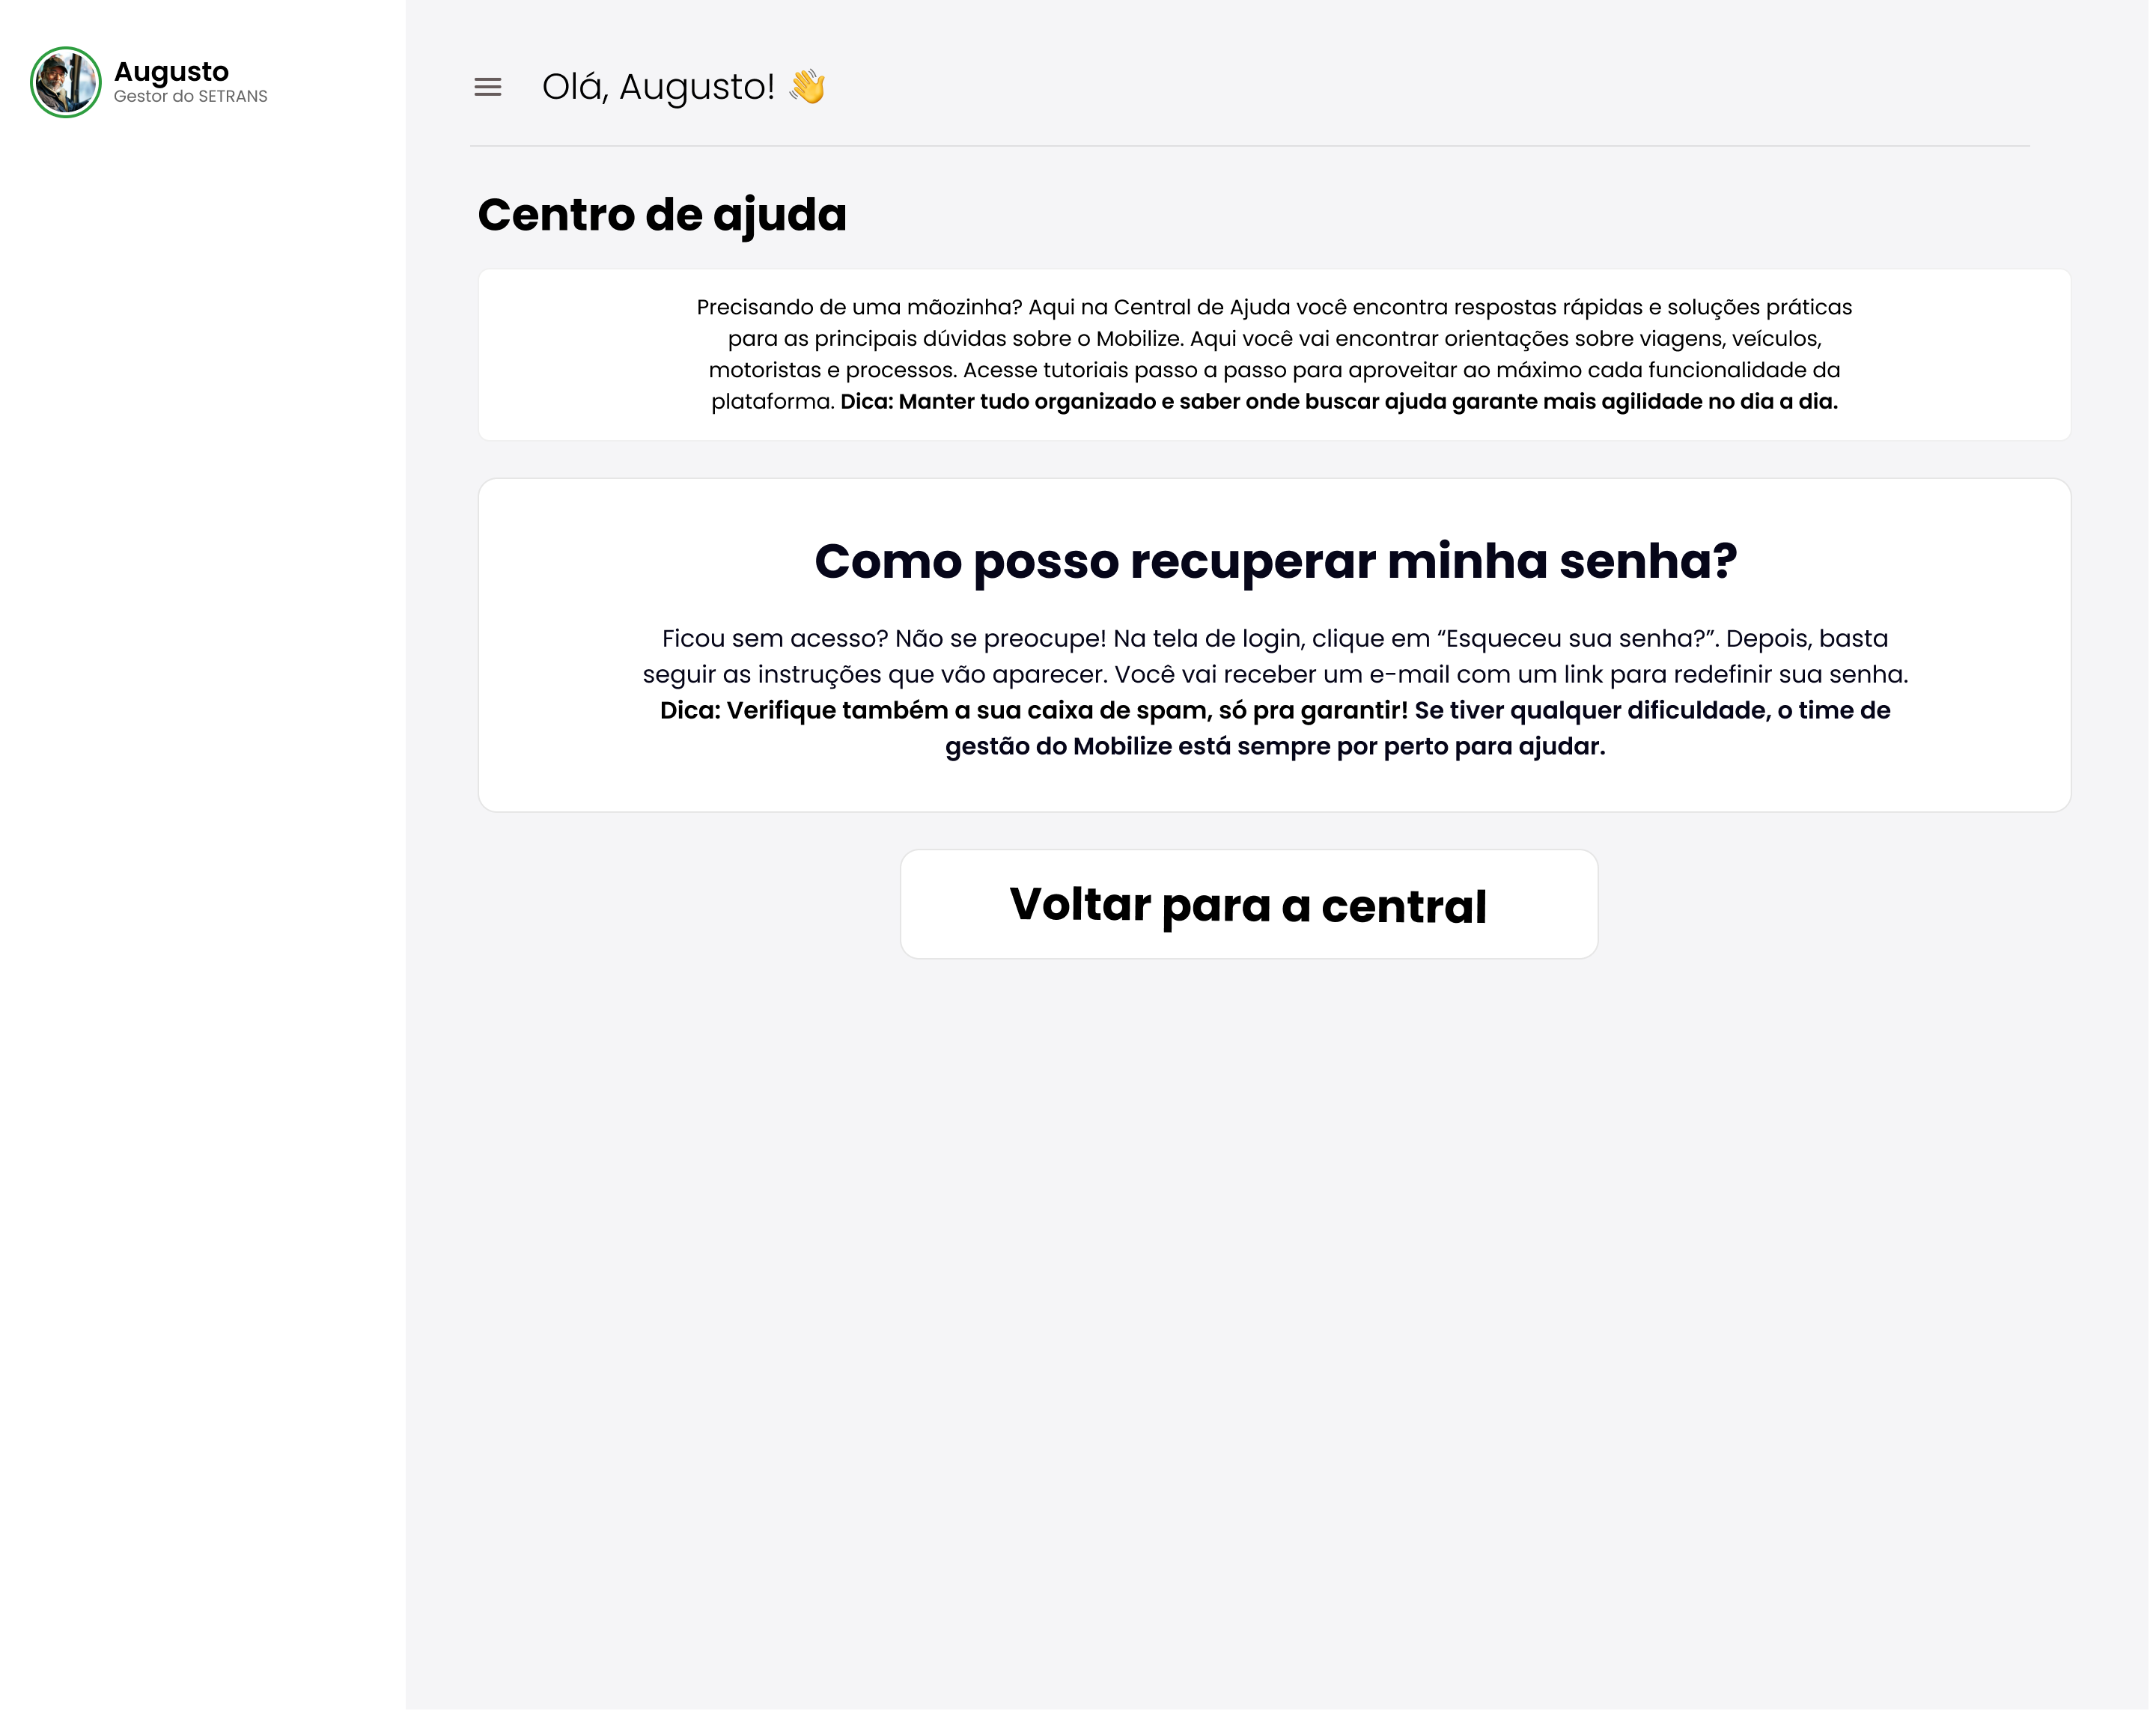 Augusto
Gestor do SETRANS
Olá, Augusto! 👋
Centro de ajuda
Precisando de uma mãozinha? Aqui na Central de Ajuda você encontra respostas rápidas e soluções práticas
para as principais dúvidas sobre o Mobilize. Aqui você vai encontrar orientações sobre viagens, veículos,
motoristas e processos. Acesse tutoriais passo a passo para aproveitar ao máximo cada funcionalidade da
plataforma. Dica: Manter tudo organizado e saber onde buscar ajuda garante mais agilidade no dia a dia.
Como posso recuperar minha senha?
Ficou sem acesso? Não se preocupe! Na tela de login, clique em “Esqueceu sua senha?”. Depois, basta
seguir as instruções que vão aparecer. Você vai receber um e-mail com um link para redefinir sua senha.
Dica: Verifique também a sua caixa de spam, só pra garantir! Se tiver qualquer dificuldade, o time de
gestão do Mobilize está sempre por perto para ajudar.
Voltar para a central